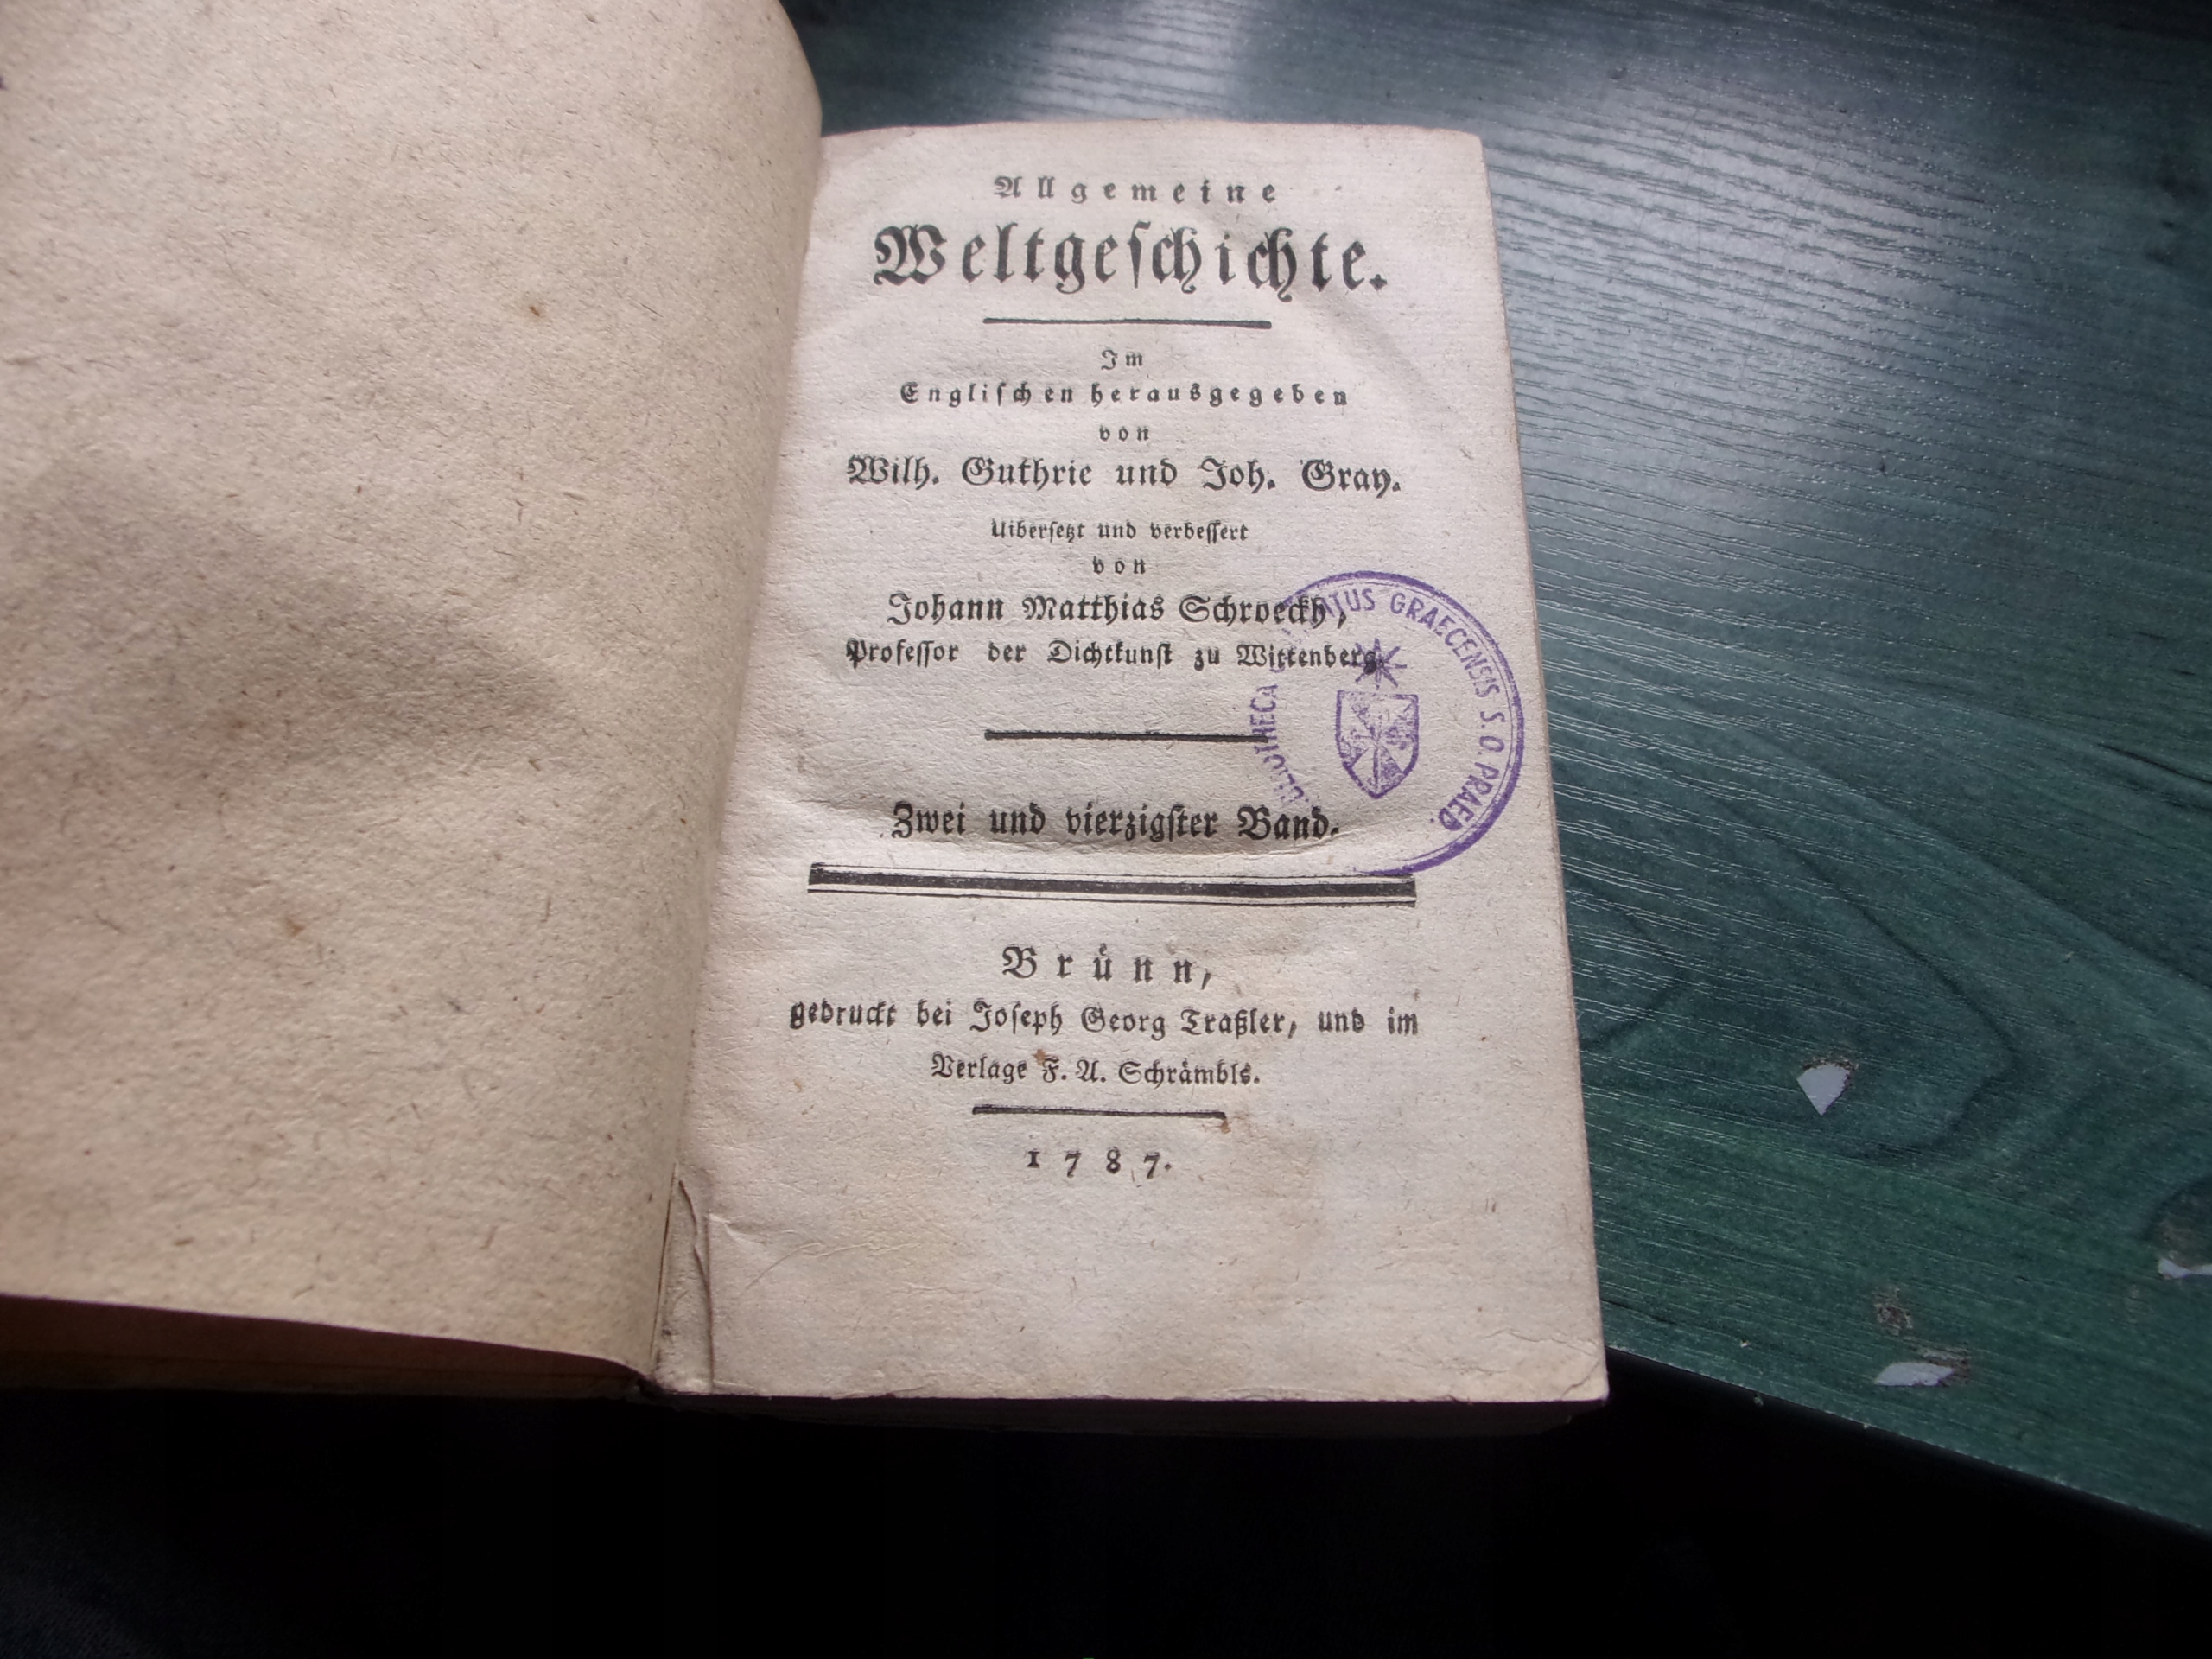 Allgemeine
Weltgeſchichte.
Im
Engliſchen herausgegeben
von
Wilh. Guthrie und Joh. Gray.
Uiberſetzt und verbeſſert
von
Johann Matthias Schroeckh,
Profeſſor der Dichtkunſt zu Wittenberg.
Zwei und vierzigſter Band.
Brünn,
gedruckt bei Joſeph Georg Traßler, und im
Verlage F. A. Schrämbls.
1787.
GRAECENSIS S. O. PRAED.